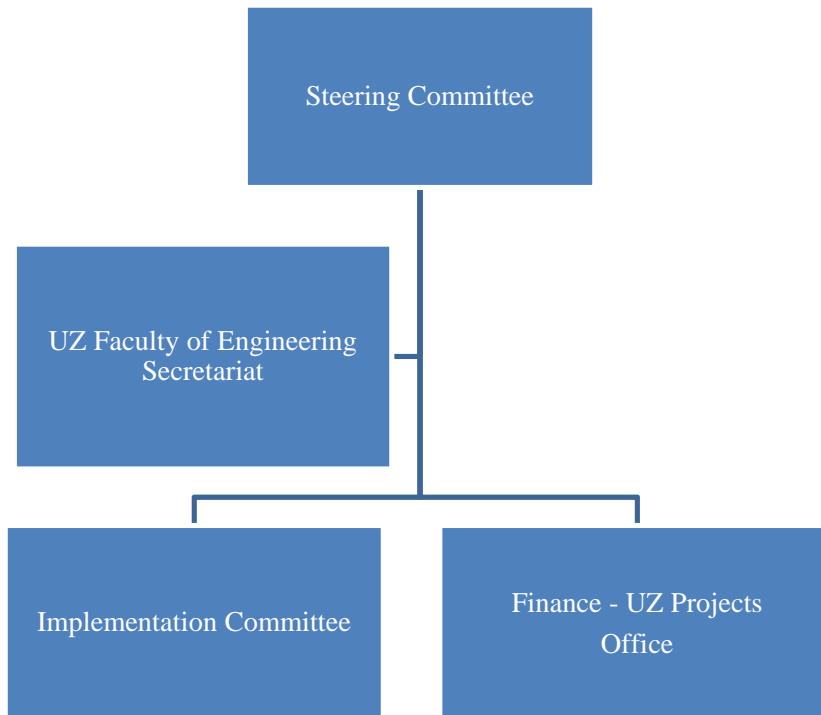 Steering Committee
UZ Faculty of Engineering
Secretariat
Implementation Committee
Finance - UZ Projects
Office